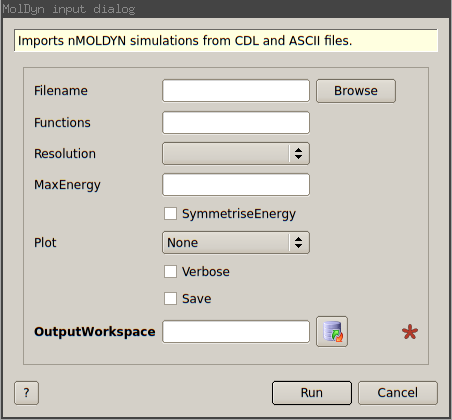 MolDyn input dialog
Imports nMOLDYN simulations from CDL and ASCII files.
Filename Browse
Functions
Resolution
MaxEnergy
SymmetriseEnergy
Plot None
Verbose
Save
OutputWorkspace *
? Run Cancel